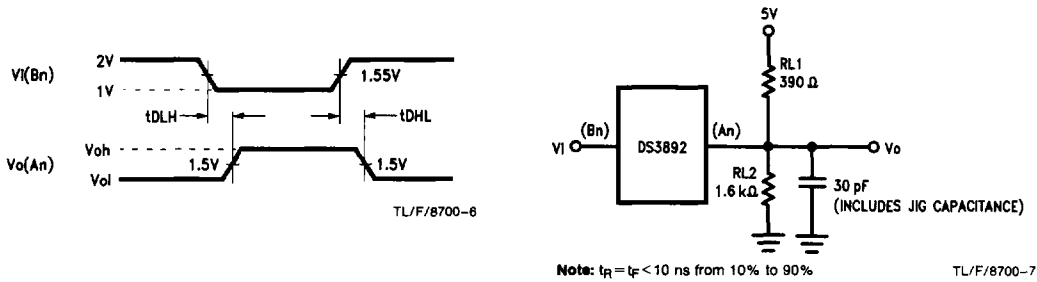 VI(Bn)
2V
1V
1.55V
tDLH
tDHL
Vo(An)
Voh
Vol
1.5V
1.5V
TL/F/8700-6
5V
RL1
390 Ω
(Bn)
VI
DS3892
(An)
Vo
RL2
1.6 kΩ
30 pF
(INCLUDES JIG CAPACITANCE)
Note: tR = tF < 10 ns from 10% to 90%
TL/F/8700-7